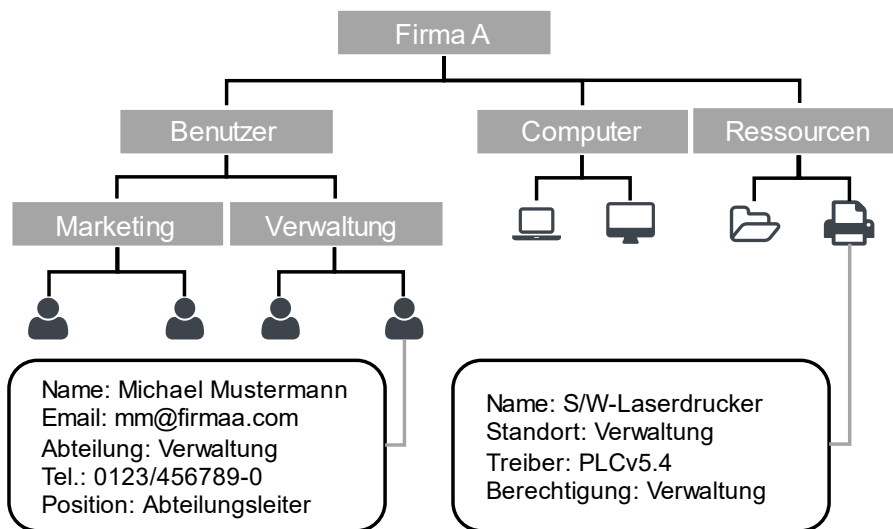 Firma A
Benutzer
Computer
Ressourcen
Marketing
Verwaltung
Name: Michael Mustermann
Email: mm@firmaa.com
Abteilung: Verwaltung
Tel.: 0123/456789-0
Position: Abteilungsleiter
Name: S/W-Laserdrucker
Standort: Verwaltung
Treiber: PLCv5.4
Berechtigung: Verwaltung